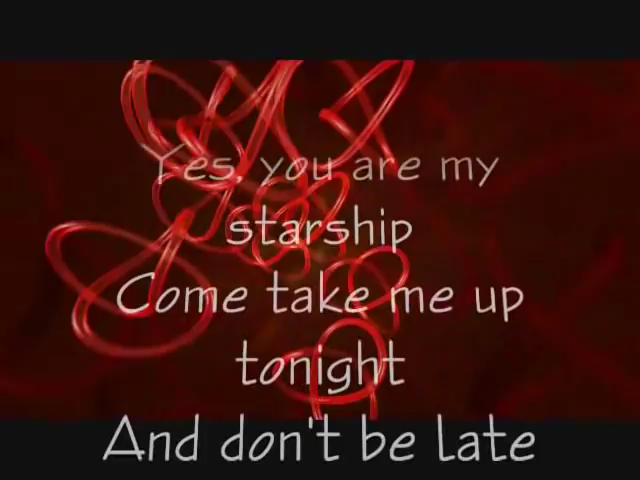 Yes, you are my
starship
Come take me up
tonight
And don't be late